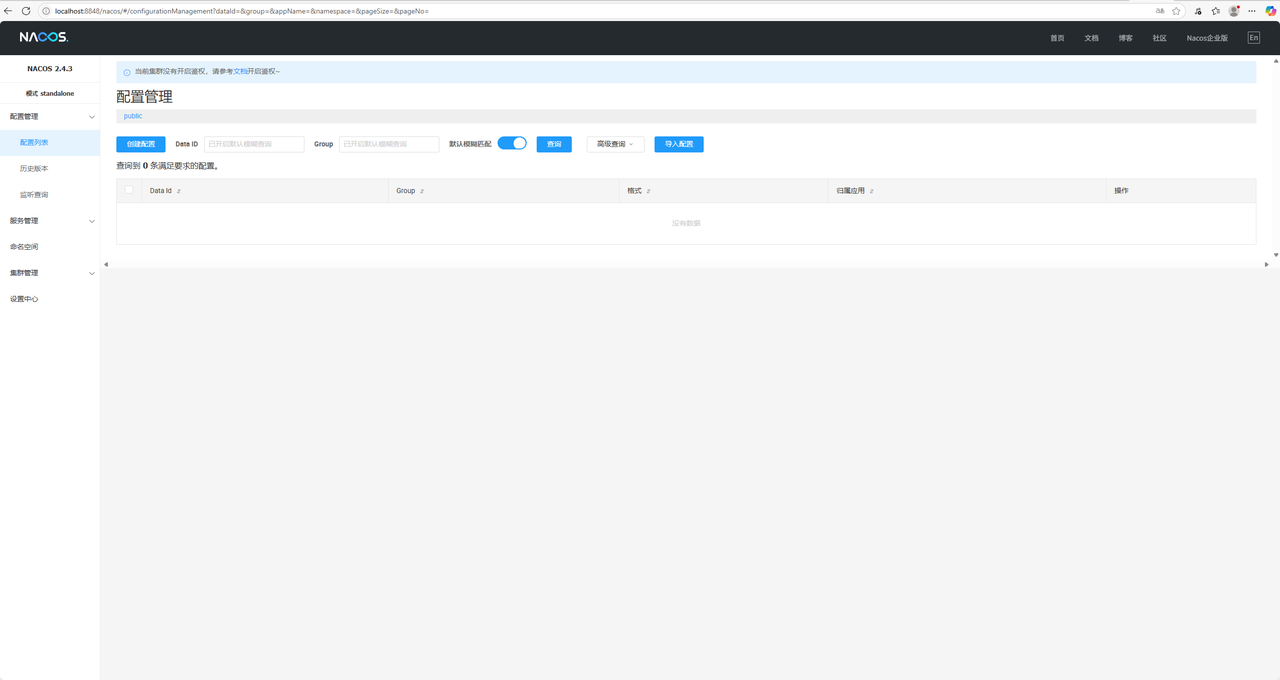 localhost:8848/nacos/#/configurationManagement?dataId=&group=&appName=&namespace=&pageSize=&pageNo=
NACOS.
首页 文档 博客 社区 Nacos企业版 En
NACOS 2.4.3
模式 standalone
配置管理
配置列表
历史版本
监听查询
服务管理
命名空间
集群管理
设置中心
当前集群没有开启鉴权，请参考文档开启鉴权~
配置管理
public
创建配置 Data ID 已开启默认模糊查询 Group 已开启默认模糊查询 默认模糊匹配 查询 高级查询 导入配置
查询到 0 条满足要求的配置。
Data Id Group 格式 归属应用 操作
没有数据